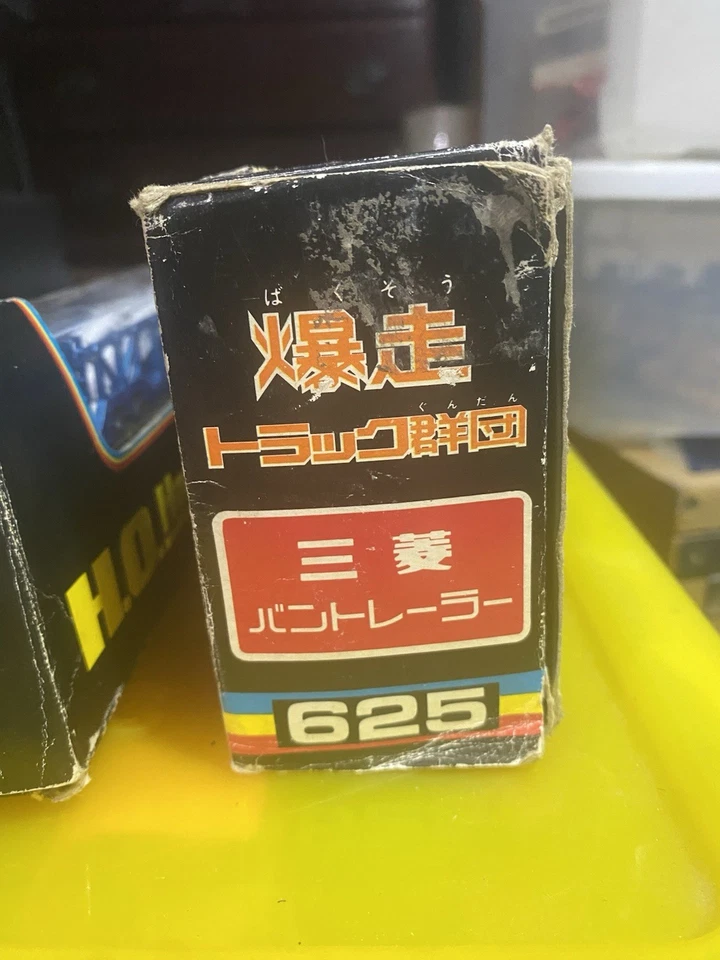 ばくそう
爆走
ぐんだん
トラック群団
三菱
バントレーラー
625
H.O.